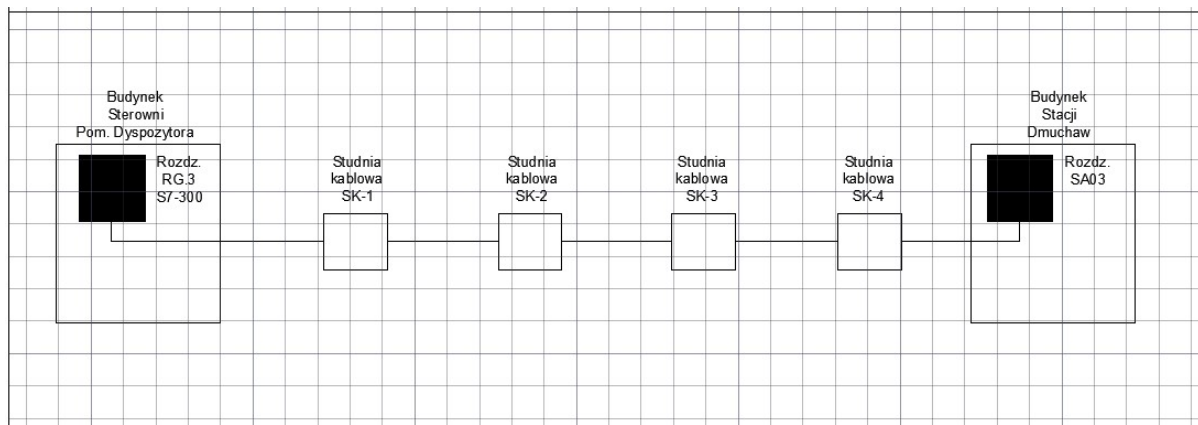 Budynek
Sterowni
Pom. Dyspozytora
Rozdz.
RG.3
S7-300
Studnia
kablowa
SK-1
Studnia
kablowa
SK-2
Studnia
kablowa
SK-3
Studnia
kablowa
SK-4
Budynek
Stacji
Dmuchaw
Rozdz.
SA03